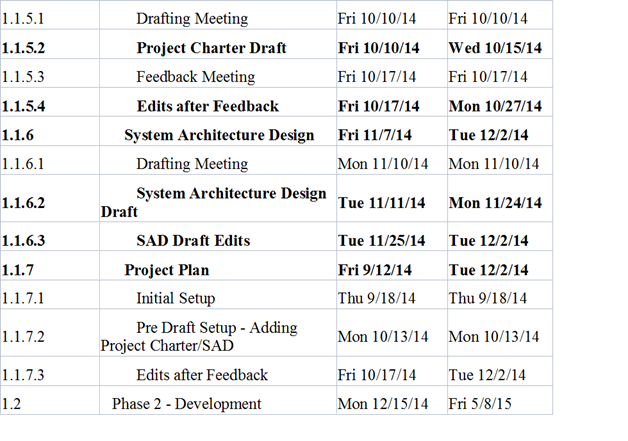 1.1.5.1 Drafting Meeting Fri 10/10/14 Fri 10/10/14
1.1.5.2 Project Charter Draft Fri 10/10/14 Wed 10/15/14
1.1.5.3 Feedback Meeting Fri 10/17/14 Fri 10/17/14
1.1.5.4 Edits after Feedback Fri 10/17/14 Mon 10/27/14
1.1.6 System Architecture Design Fri 11/7/14 Tue 12/2/14
1.1.6.1 Drafting Meeting Mon 11/10/14 Mon 11/10/14
1.1.6.2 System Architecture Design
Draft Tue 11/11/14 Mon 11/24/14
1.1.6.3 SAD Draft Edits Tue 11/25/14 Tue 12/2/14
1.1.7 Project Plan Fri 9/12/14 Tue 12/2/14
1.1.7.1 Initial Setup Thu 9/18/14 Thu 9/18/14
1.1.7.2 Pre Draft Setup - Adding
Project Charter/SAD Mon 10/13/14 Mon 10/13/14
1.1.7.3 Edits after Feedback Fri 10/17/14 Tue 12/2/14
1.2 Phase 2 - Development Mon 12/15/14 Fri 5/8/15